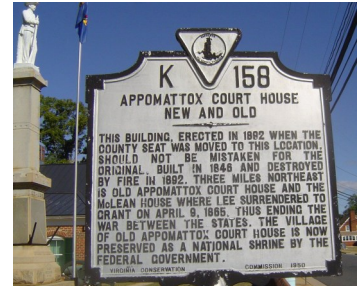 K 158
APPOMATTOX COURT HOUSE
NEW AND OLD
THIS BUILDING, ERECTED IN 1892 WHEN THE
COUNTY SEAT WAS MOVED TO THIS LOCATION,
SHOULD NOT BE MISTAKEN FOR THE
ORIGINAL, BUILT IN 1846 AND DESTROYED
BY FIRE IN 1892. THREE MILES NORTHEAST
IS OLD APPOMATTOX COURT HOUSE AND THE
McLEAN HOUSE WHERE LEE SURRENDERED TO
GRANT ON APRIL 9, 1865, THUS ENDING THE
WAR BETWEEN THE STATES. THE VILLAGE
OF OLD APPOMATTOX COURT HOUSE IS NOW
PRESERVED AS A NATIONAL SHRINE BY THE
FEDERAL GOVERNMENT.
VIRGINIA CONSERVATION COMMISSION 1950